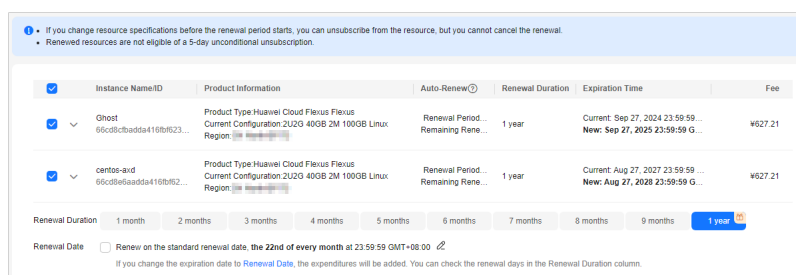 If you change resource specifications before the renewal period starts, you can unsubscribe from the resource, but you cannot cancel the renewal.
Renewed resources are not eligible of a 5-day unconditional unsubscription.
Instance Name/ID Product Information Auto-Renew Renewal Duration Expiration Time Fee
Ghost
66cd8cfbadda416fbf623...
Product Type:Huawei Cloud Flexus Flexus
Current Configuration:2U2G 40GB 2M 100GB Linux
Region:
Renewal Period...
Remaining Rene...
1 year
Current: Sep 27, 2024 23:59:59 ...
New: Sep 27, 2025 23:59:59 G...
¥627.21
centos-axd
66cd8e6aadda416fbf62...
Product Type:Huawei Cloud Flexus Flexus
Current Configuration:2U2G 40GB 2M 100GB Linux
Region:
Renewal Period...
Remaining Rene...
1 year
Current: Aug 27, 2027 23:59:59 ...
New: Aug 27, 2028 23:59:59 G...
¥627.21
Renewal Duration 1 month 2 months 3 months 4 months 5 months 6 months 7 months 8 months 9 months 1 year
Renewal Date Renew on the standard renewal date, the 22nd of every month at 23:59:59 GMT+08:00
If you change the expiration date to Renewal Date, the expenditures will be added. You can check the renewal days in the Renewal Duration column.